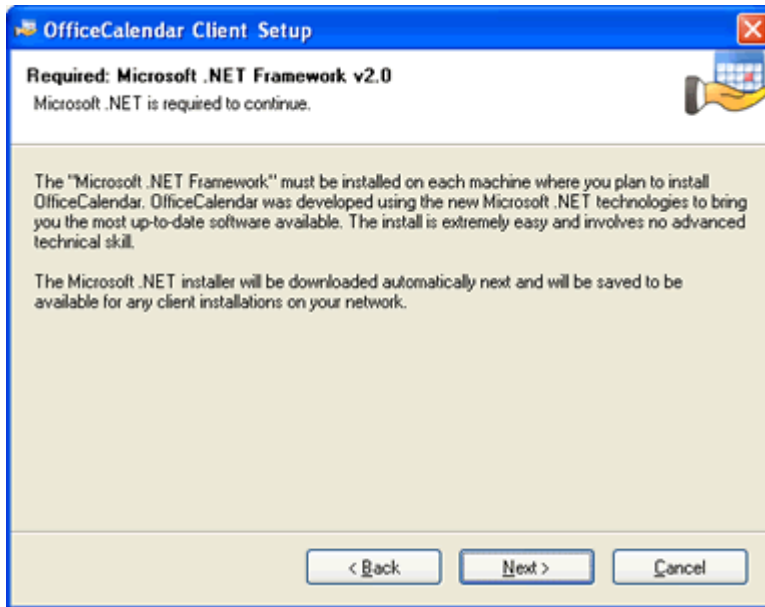 OfficeCalendar Client Setup
Required: Microsoft .NET Framework v2.0
Microsoft .NET is required to continue.
The "Microsoft .NET Framework" must be installed on each machine where you plan to install
OfficeCalendar. OfficeCalendar was developed using the new Microsoft .NET technologies to bring
you the most up-to-date software available. The install is extremely easy and involves no advanced
technical skill.
The Microsoft .NET installer will be downloaded automatically next and will be saved to be
available for any client installations on your network.
< Back Next > Cancel